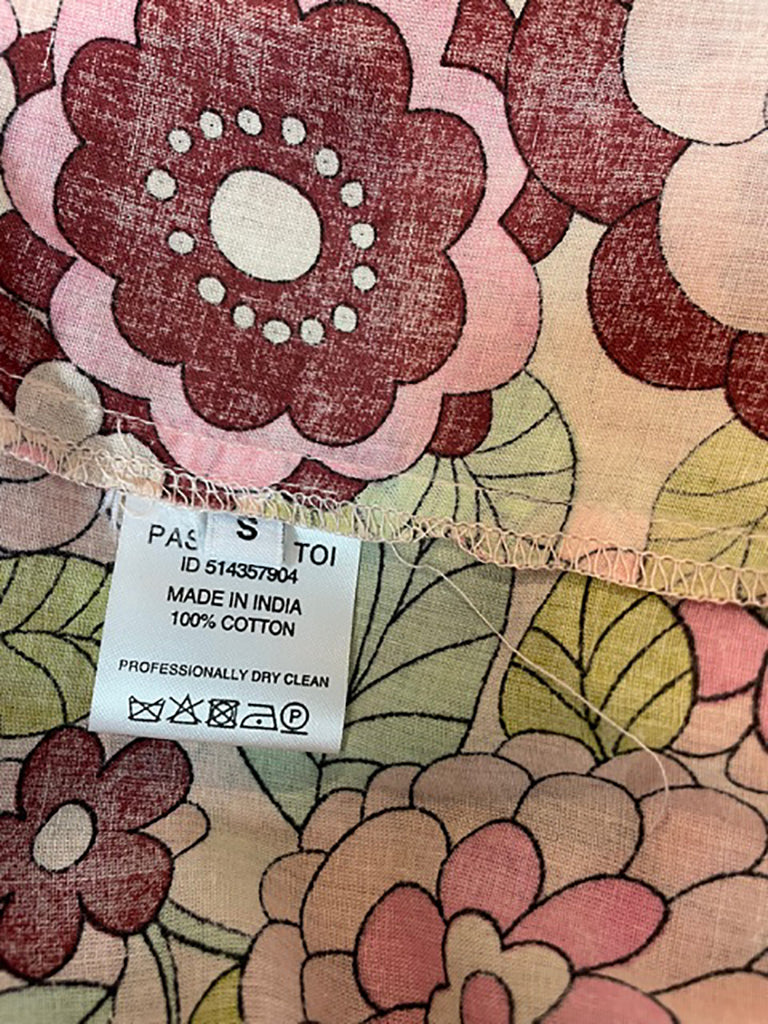 S
PAS TOI
ID 514357904
MADE IN INDIA
100% COTTON
PROFESSIONALLY DRY CLEAN
P